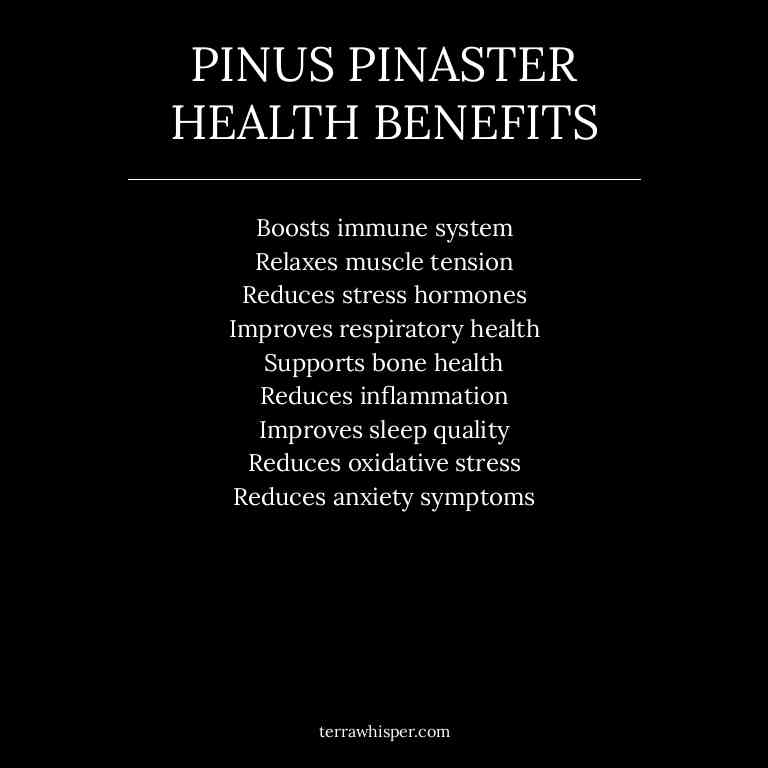 PINUS PINASTER
HEALTH BENEFITS
Boosts immune system
Relaxes muscle tension
Reduces stress hormones
Improves respiratory health
Supports bone health
Reduces inflammation
Improves sleep quality
Reduces oxidative stress
Reduces anxiety symptoms
terrawhisper.com